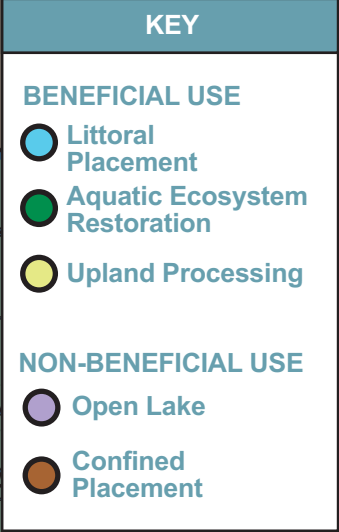 KEY
BENEFICIAL USE
Littoral
Placement
Aquatic Ecosystem
Restoration
Upland Processing
NON-BENEFICIAL USE
Open Lake
Confined
Placement